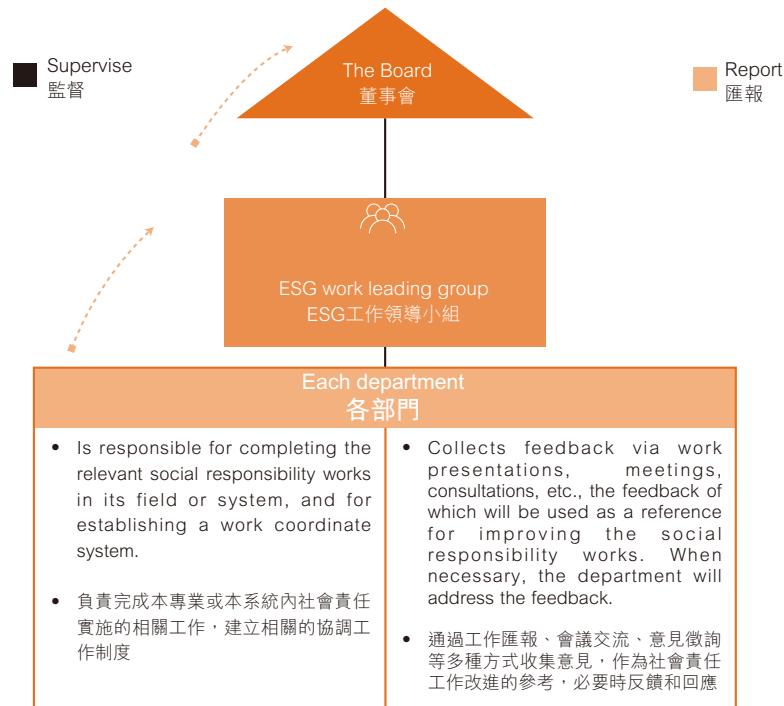 Supervise
監督
Report
匯報
The Board
董事會
ESG work leading group
ESG工作領導小組
Each department
各部門
• Is responsible for completing the
relevant social responsibility works
in its field or system, and for
establishing a work coordinate
system.
• 負責完成本專業或本系統內社會責任
實施的相關工作，建立相關的協調工
作制度
• Collects feedback via work
presentations, meetings,
consultations, etc., the feedback of
which will be used as a reference
for improving the social
responsibility works. When
necessary, the department will
address the feedback.
• 通過工作匯報、會議交流、意見徵詢
等多種方式收集意見，作為社會責任
工作改進的參考，必要時反饋和回應